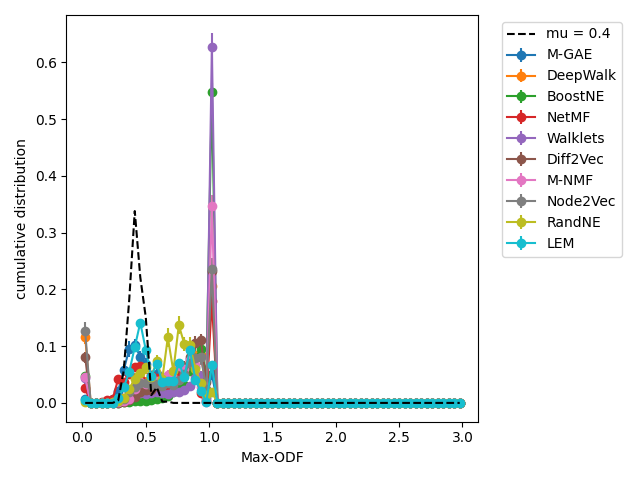 mu = 0.4
M-GAE
DeepWalk
BoostNE
NetMF
Walklets
Diff2Vec
M-NMF
Node2Vec
RandNE
LEM
cumulative distribution
0.6
0.5
0.4
0.3
0.2
0.1
0.0
0.0 0.5 1.0 1.5 2.0 2.5 3.0
Max-ODF